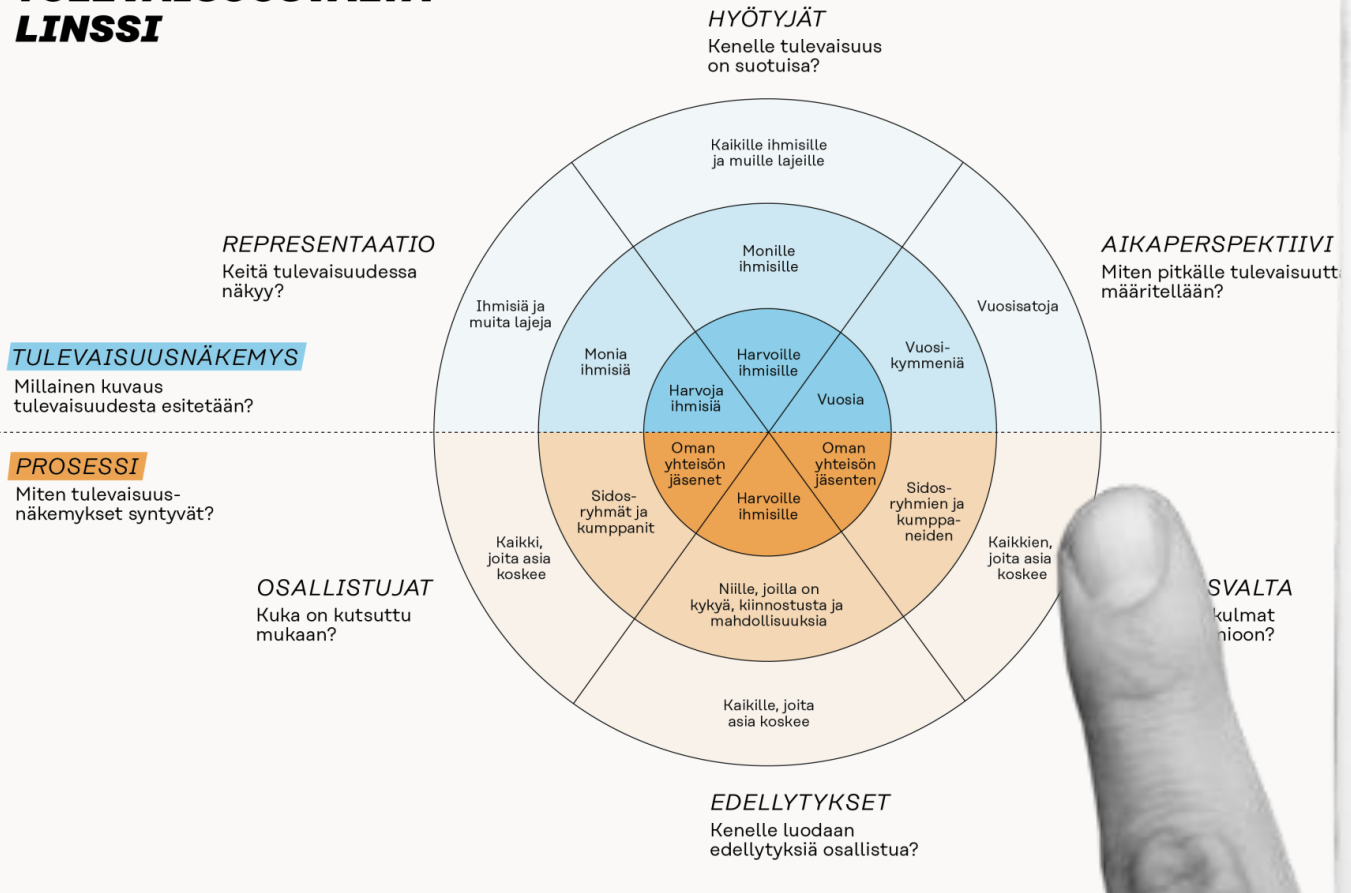 LINSSI
HYÖTYJÄT
Kenelle tulevaisuus
on suotuisa?
Kaikille ihmisille
ja muille lajeille
REPRESENTAATIO
Keitä tulevaisuudessa
näkyy?
AIKAPERSPEKTIIVI
Miten pitkälle
määritellään?
Monille
ihmisille
Ihmisiä ja
muita lajeja
Vuosisatoja
TULEVAISUUSNÄKEMYS
Millainen kuvaus
tulevaisuudesta esitetään?
Monia
ihmisiä
Harvoille
ihmisille
Vuosi-
kymmeniä
Harvoja
ihmisiä
Vuosia
PROSESSI
Miten tulevaisuus-
näkemykset syntyvät?
Oman
yhteisön
jäsenet
Harvoille
ihmisille
Oman
yhteisön
jäsenten
Sidos-
ryhmät ja
kumppanit
Sidos-
ryhmien ja
kumppa-
neiden
Kaikki,
joita asia
koskee
Kaikkien,
joita asia
koskee
OSALLISTUJAT
Kuka on kutsuttu
mukaan?
Niille, joilla on
kykyä, kiinnostusta ja
mahdollisuuksia
Kaikille, joita
asia koskee
EDELLYTYKSET
Kenelle luodaan
edellytyksiä osallistua?